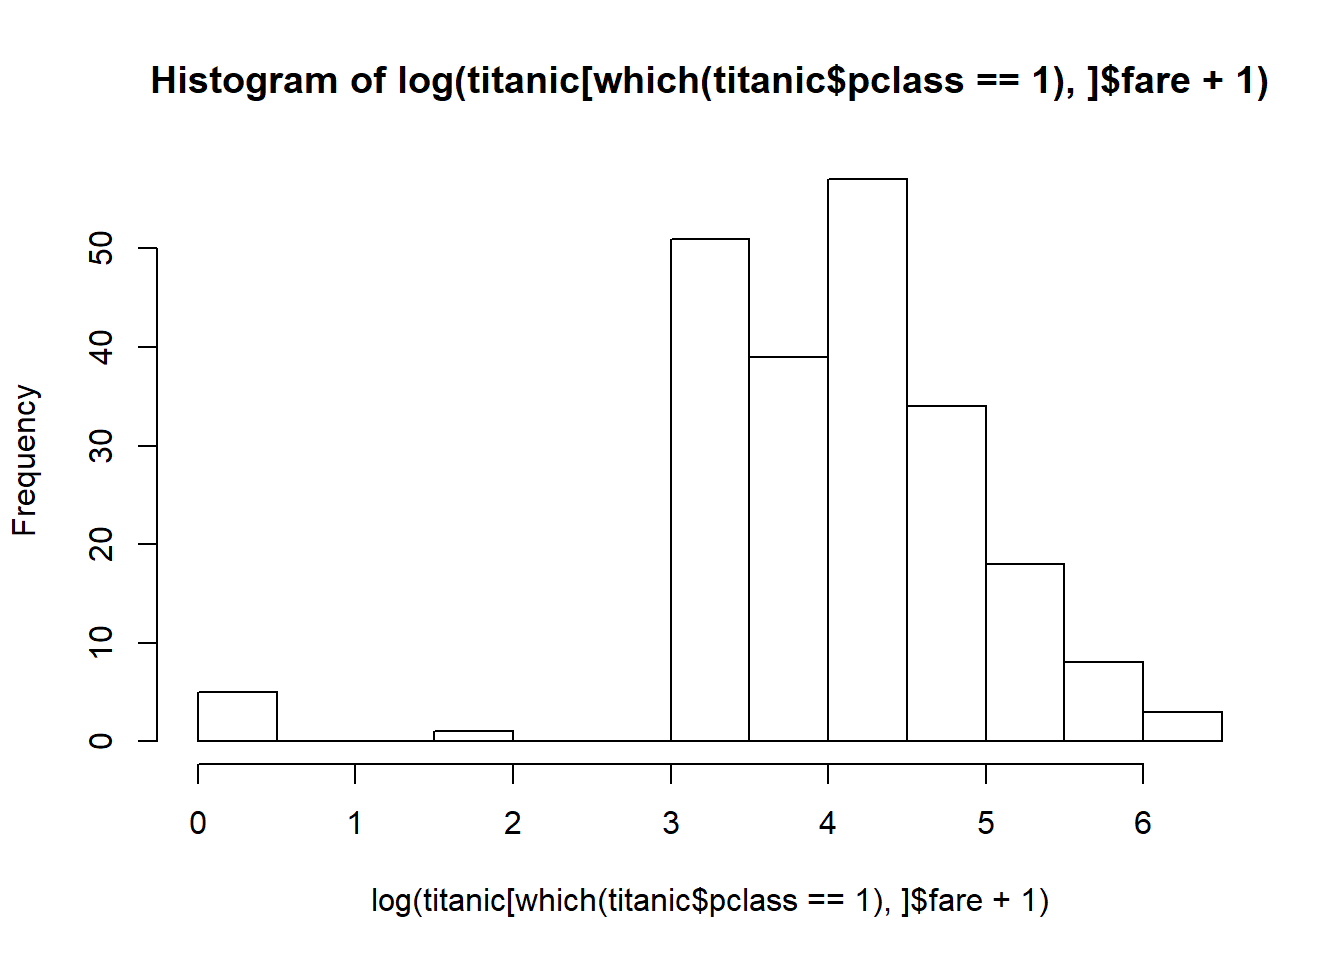 Histogram of log(titanic[which(titanic$pclass == 1), ]$fare + 1)
Frequency
50
40
30
20
10
0
0 1 2 3 4 5 6
log(titanic[which(titanic$pclass == 1), ]$fare + 1)